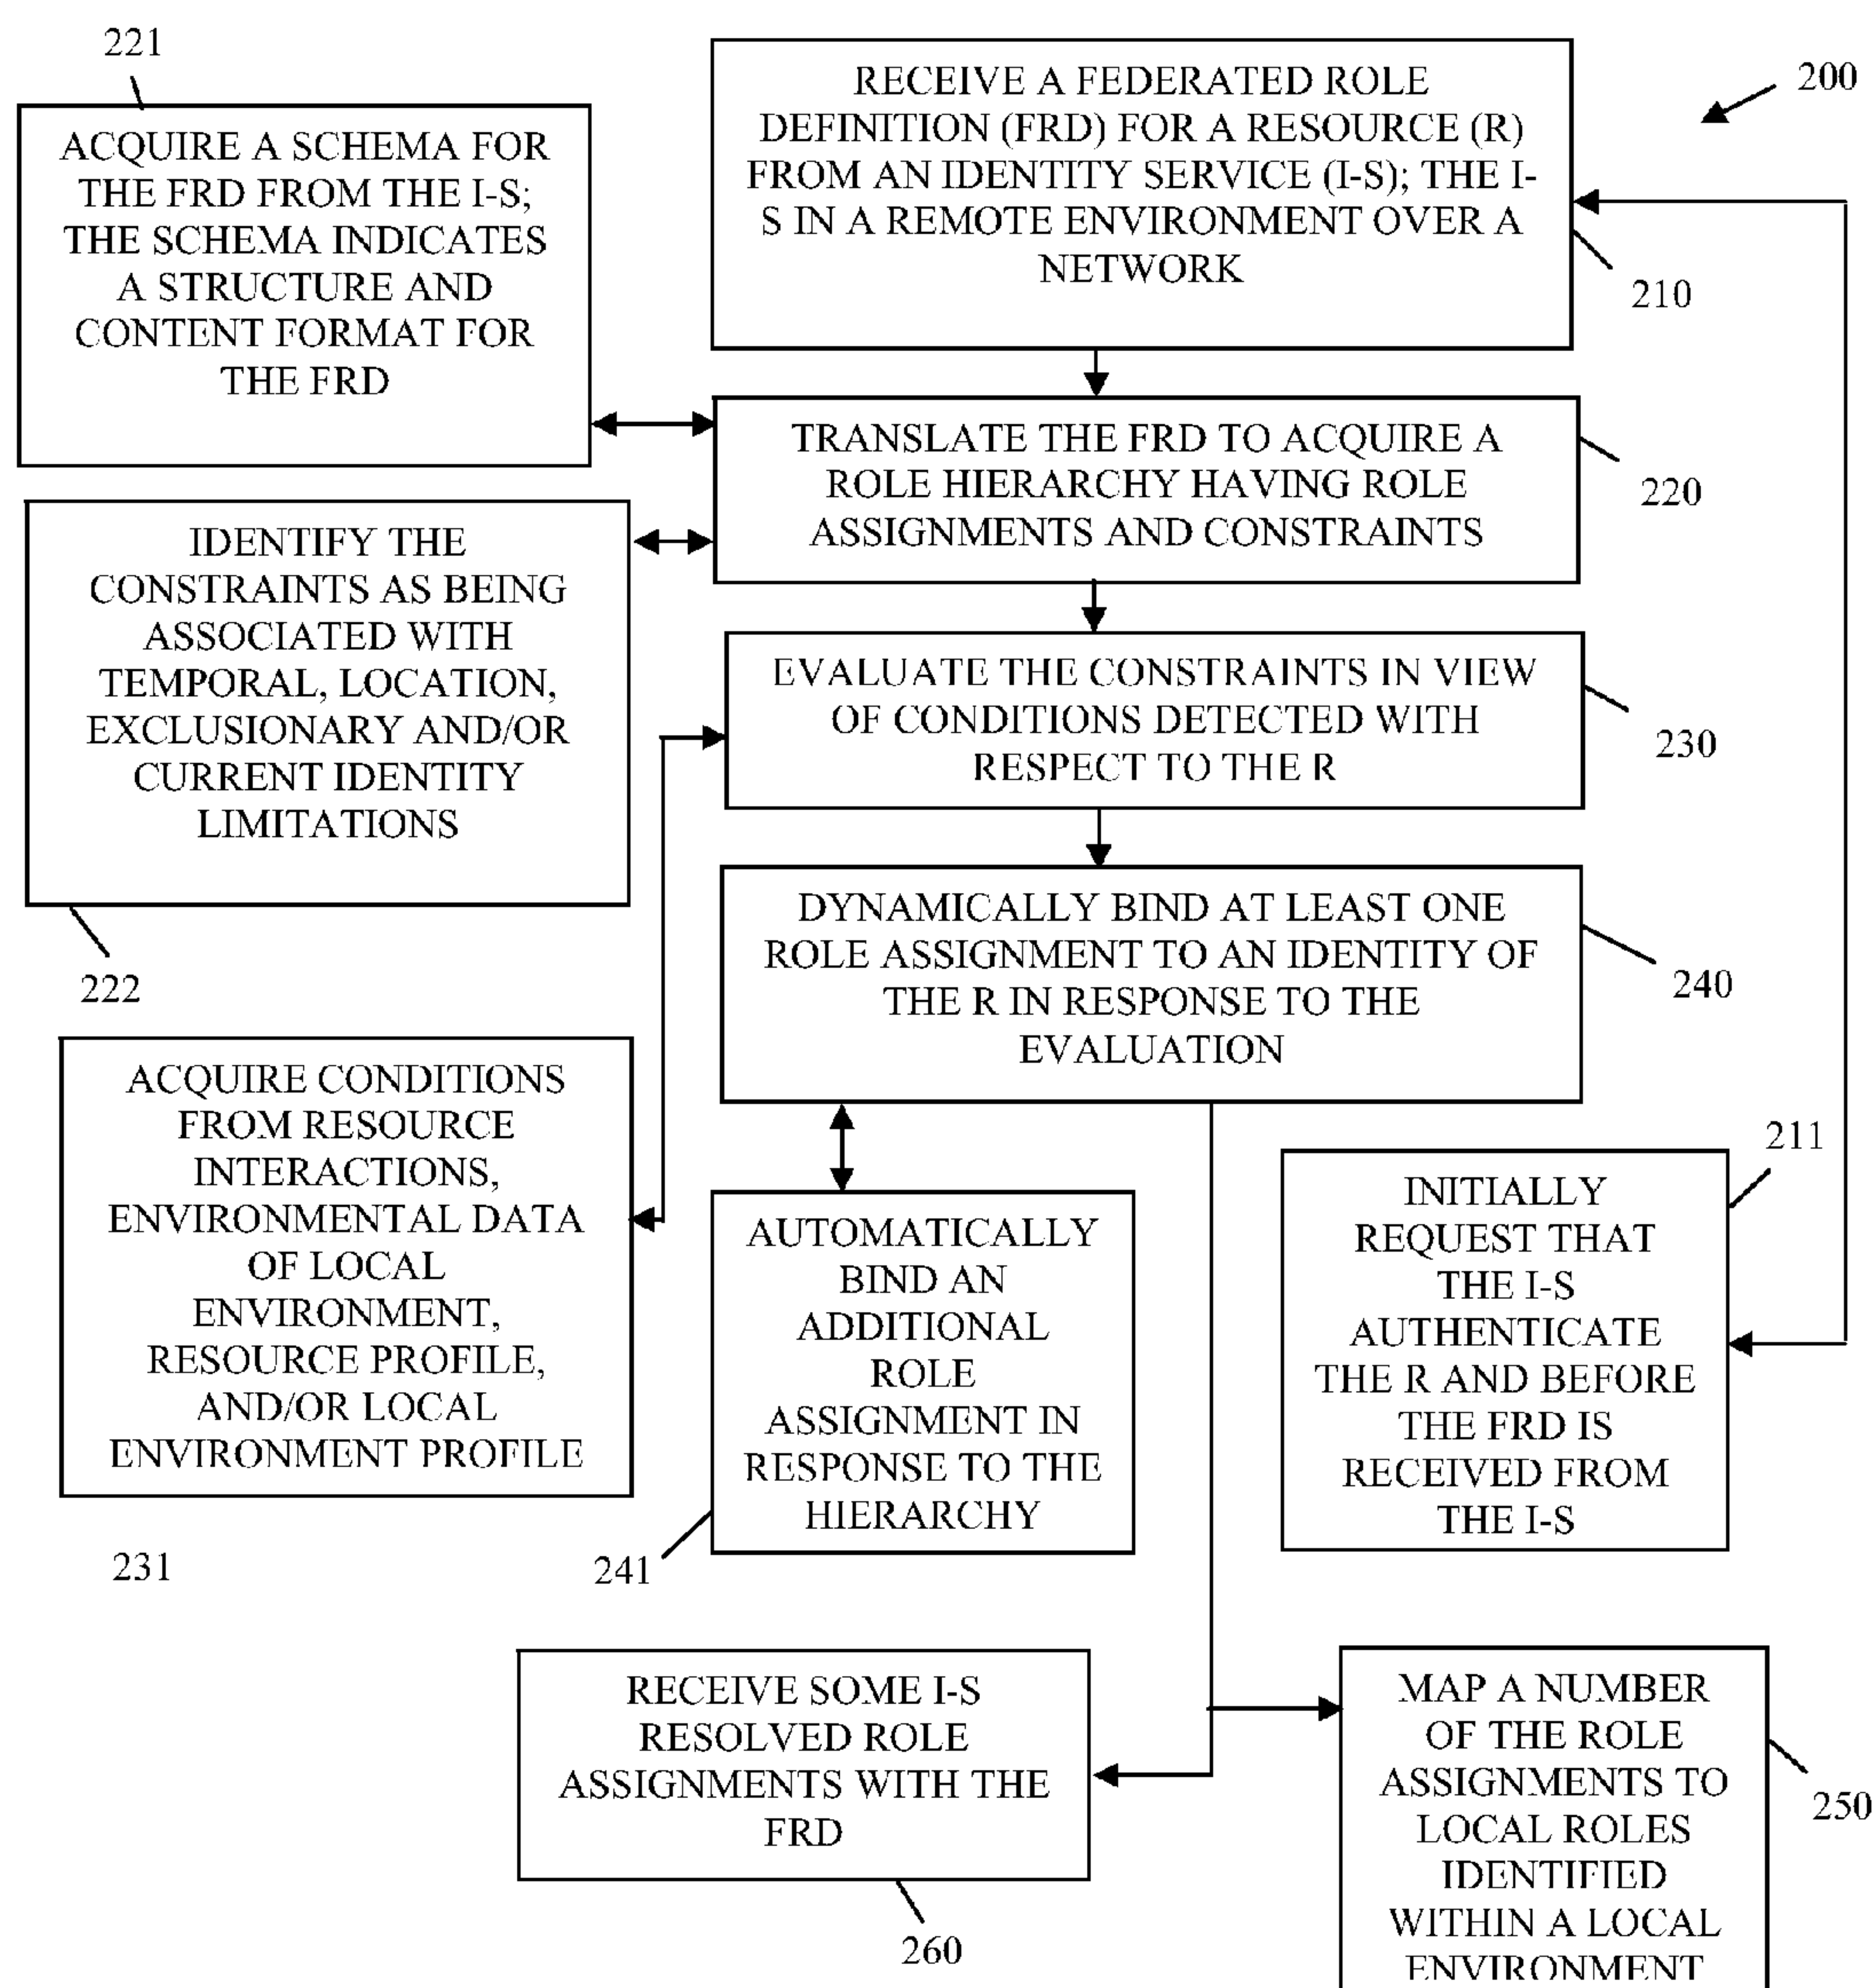 221
ACQUIRE A SCHEMA FOR
THE FRD FROM THE I-S;
THE SCHEMA INDICATES
A STRUCTURE AND
CONTENT FORMAT FOR
THE FRD
RECEIVE A FEDERATED ROLE
DEFINITION (FRD) FOR A RESOURCE (R)
FROM AN IDENTITY SERVICE (I-S); THE I-
S IN A REMOTE ENVIRONMENT OVER A
NETWORK
200
210
TRANSLATE THE FRD TO ACQUIRE A
ROLE HIERARCHY HAVING ROLE
ASSIGNMENTS AND CONSTRAINTS
220
IDENTIFY THE
CONSTRAINTS AS BEING
ASSOCIATED WITH
TEMPORAL, LOCATION,
EXCLUSIONARY AND/OR
CURRENT IDENTITY
LIMITATIONS
222
EVALUATE THE CONSTRAINTS IN VIEW
OF CONDITIONS DETECTED WITH
RESPECT TO THE R
230
DYNAMICALLY BIND AT LEAST ONE
ROLE ASSIGNMENT TO AN IDENTITY OF
THE R IN RESPONSE TO THE
EVALUATION
240
ACQUIRE CONDITIONS
FROM RESOURCE
INTERACTIONS,
ENVIRONMENTAL DATA
OF LOCAL
ENVIRONMENT,
RESOURCE PROFILE,
AND/OR LOCAL
ENVIRONMENT PROFILE
231
AUTOMATICALLY
BIND AN
ADDITIONAL
ROLE
ASSIGNMENT IN
RESPONSE TO THE
HIERARCHY
241
211
INITIALLY
REQUEST THAT
THE I-S
AUTHENTICATE
THE R AND BEFORE
THE FRD IS
RECEIVED FROM
THE I-S
RECEIVE SOME I-S
RESOLVED ROLE
ASSIGNMENTS WITH THE
FRD
260
MAP A NUMBER
OF THE ROLE
ASSIGNMENTS TO
LOCAL ROLES
IDENTIFIED
WITHIN A LOCAL
ENVIRONMENT
250